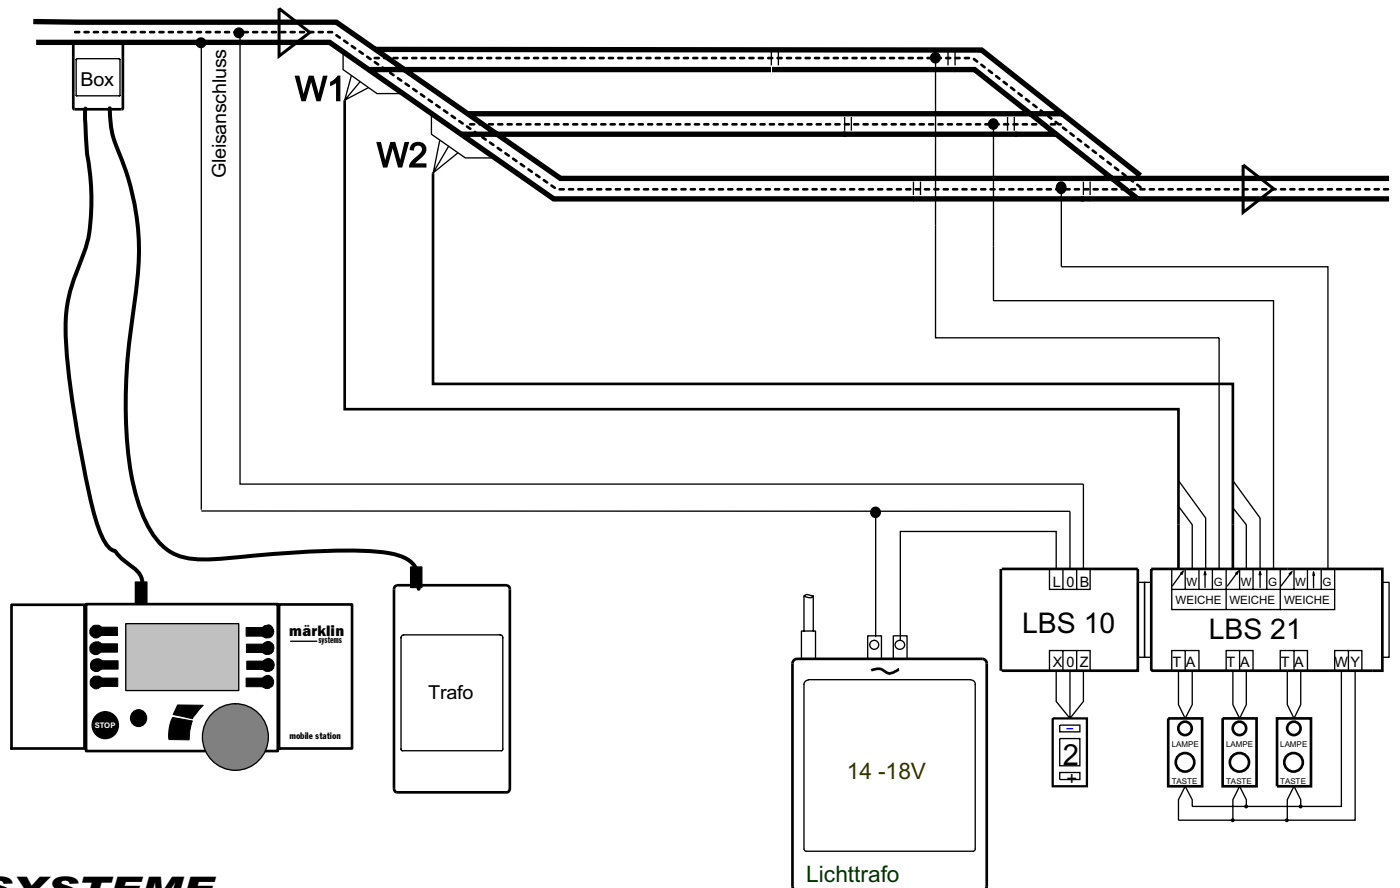 Box
Gleisanschluss
W1
W2
L 0 B
LBS 10
X 0 Z
W G W G W G
WEICHE WEICHE WEICHE
LBS 21
T A T A T A W Y
märklin
systems
STOP
mobile station
Trafo
14 -18V
Lichttrafo
-
2
+
LAMPE LAMPE LAMPE
TASTE TASTE TASTE
SYSTEME